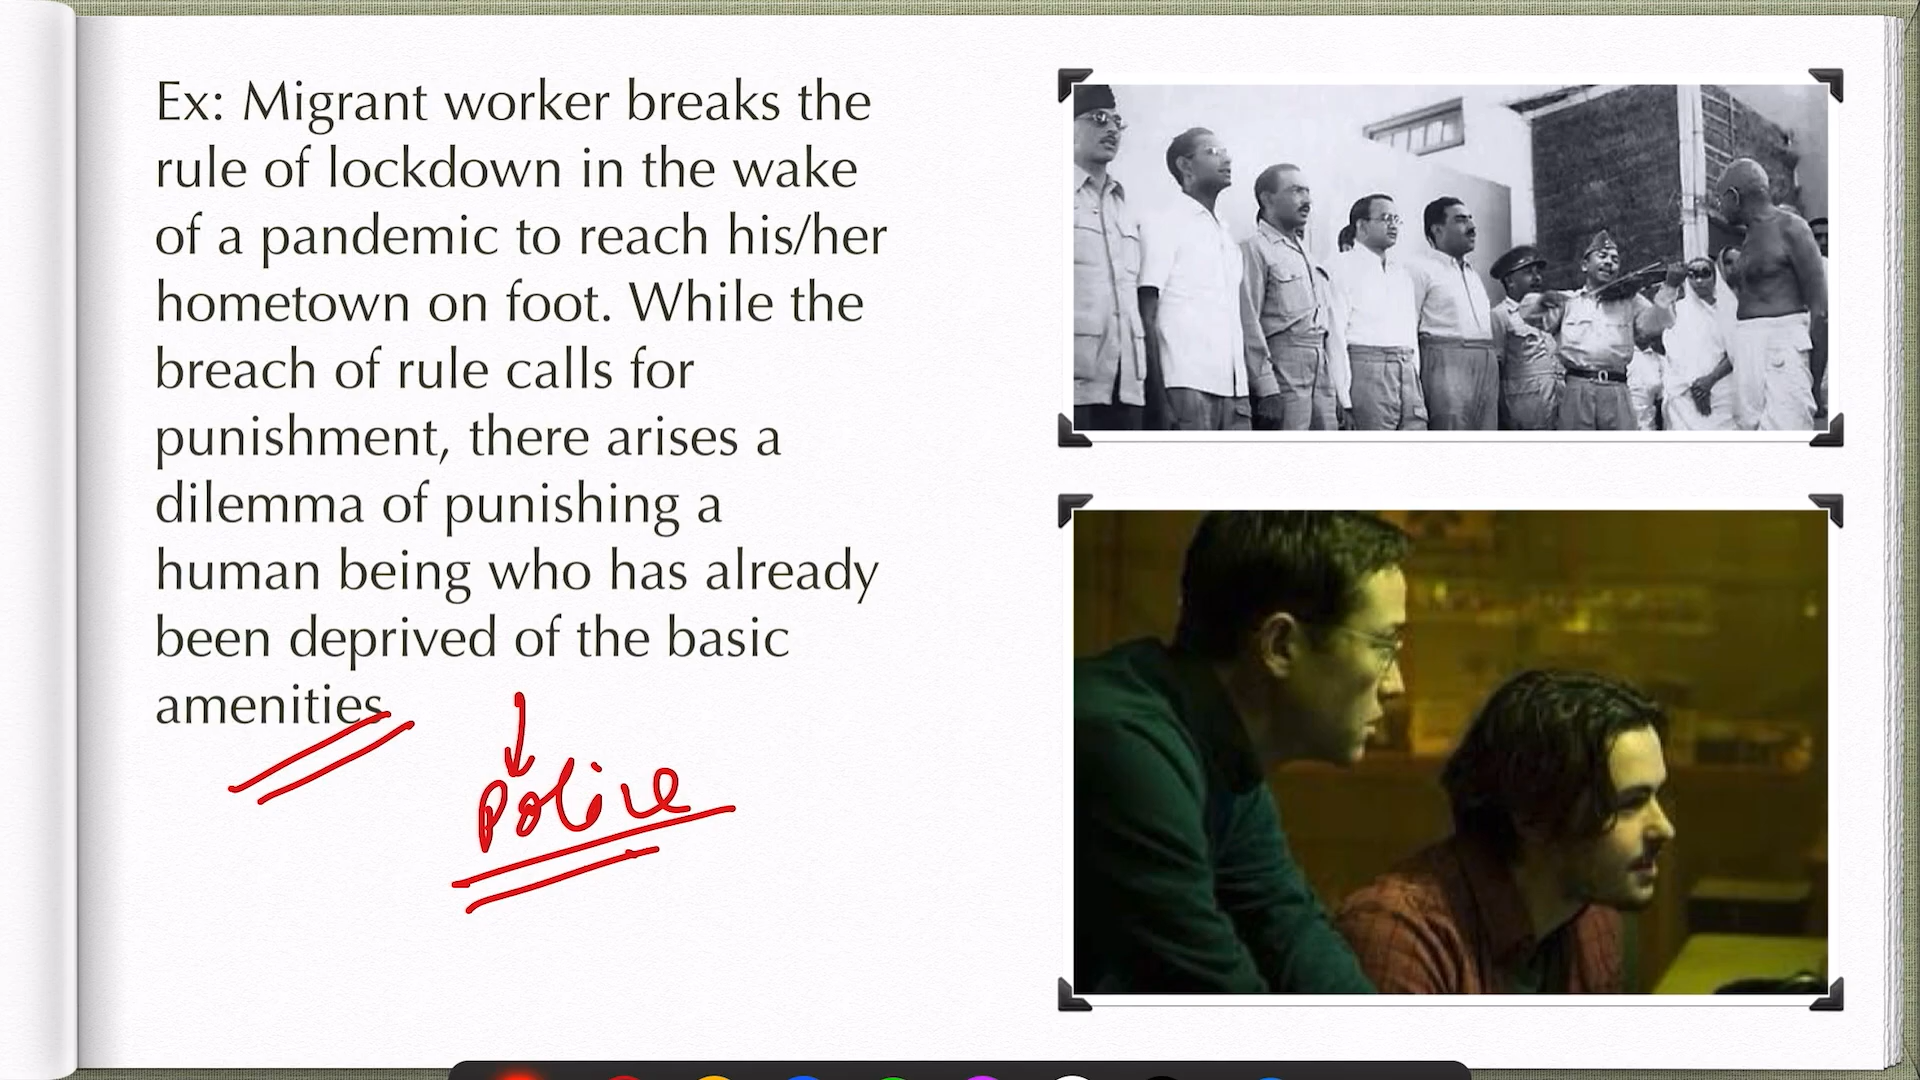 Ex: Migrant worker breaks the
rule of lockdown in the wake
of a pandemic to reach his/her
hometown on foot. While the
breach of rule calls for
punishment, there arises a
dilemma of punishing a
human being who has already
been deprived of the basic
amenities
Police